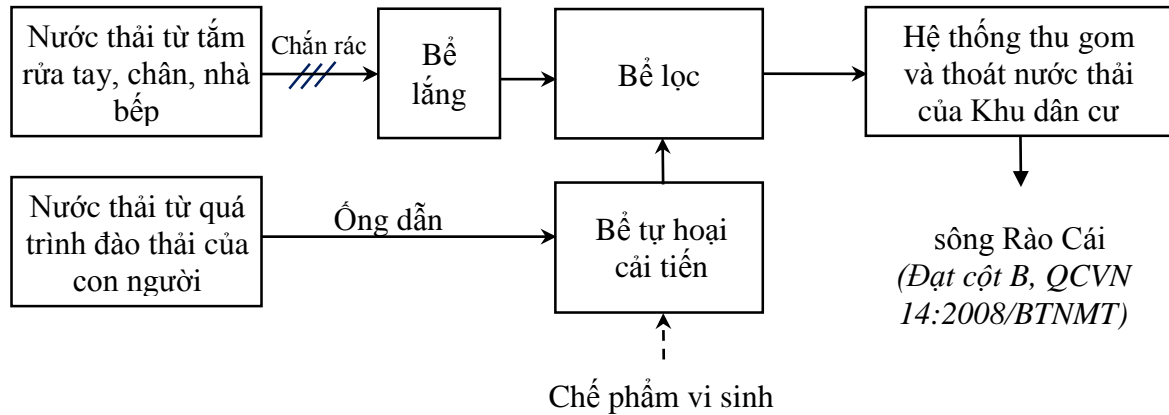 Nước thải từ tắm
rửa tay, chân, nhà
bếp
Chắn rác
Bể
lắng
Bể lọc
Hệ thống thu gom
và thoát nước thải
của Khu dân cư
Nước thải từ quá
trình đào thải của
con người
Ống dẫn
Bể tự hoại
cải tiến
sông Rào Cái
(Đạt cột B, QCVN
14:2008/BTNMT)
Chế phẩm vi sinh